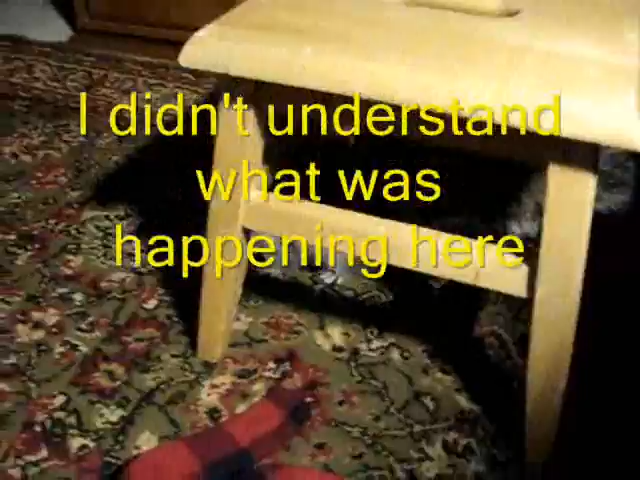 I didn't understand
what was
happening here